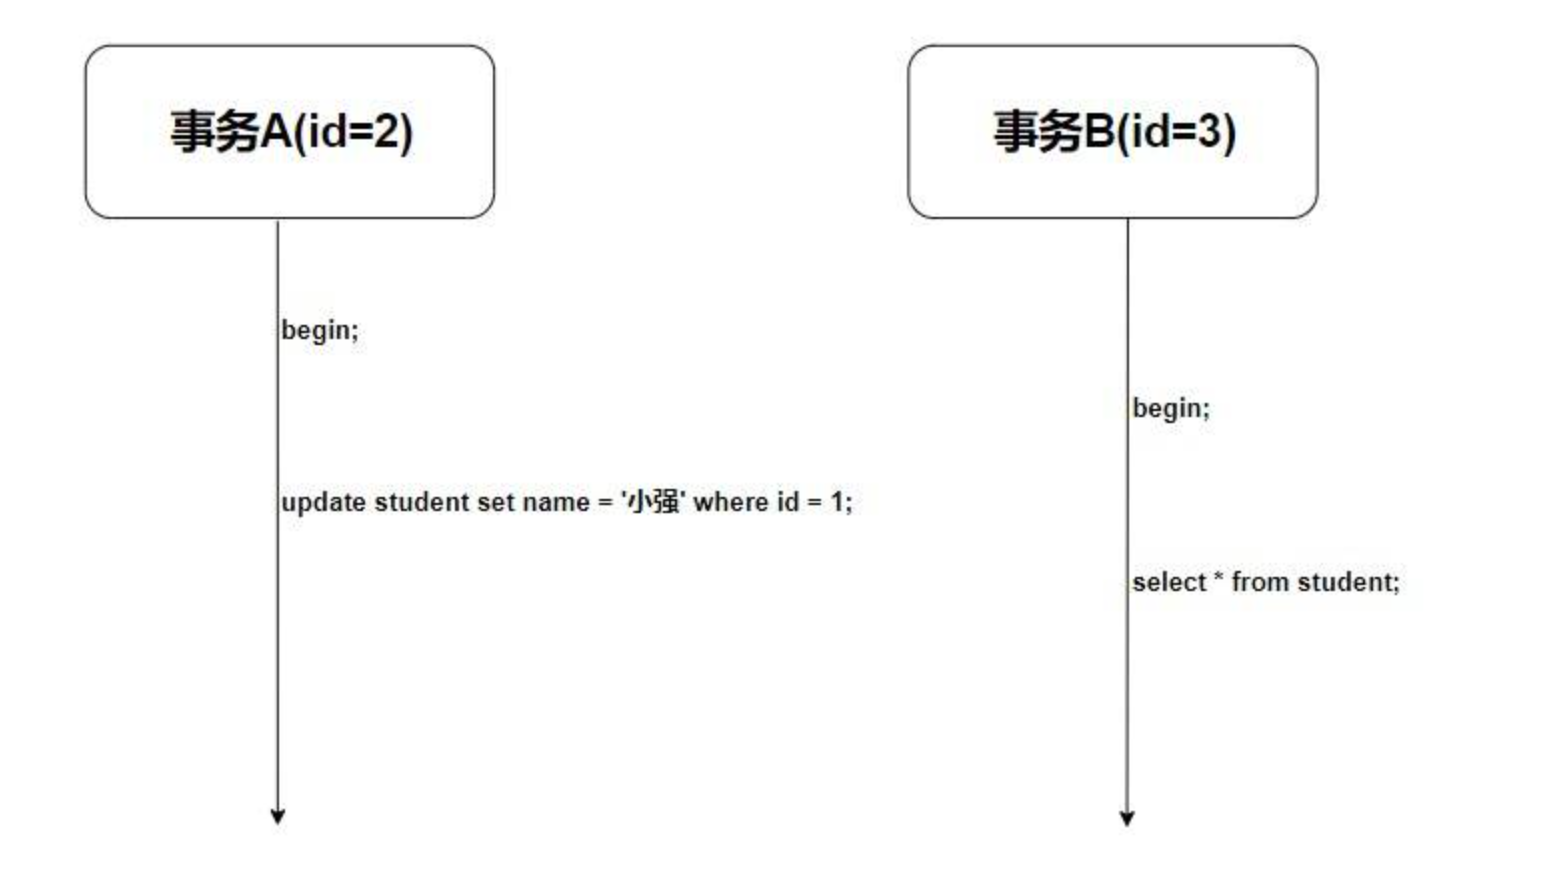 事务A(id=2)
事务B(id=3)
begin;
begin;
update student set name = '小强' where id = 1;
select * from student;